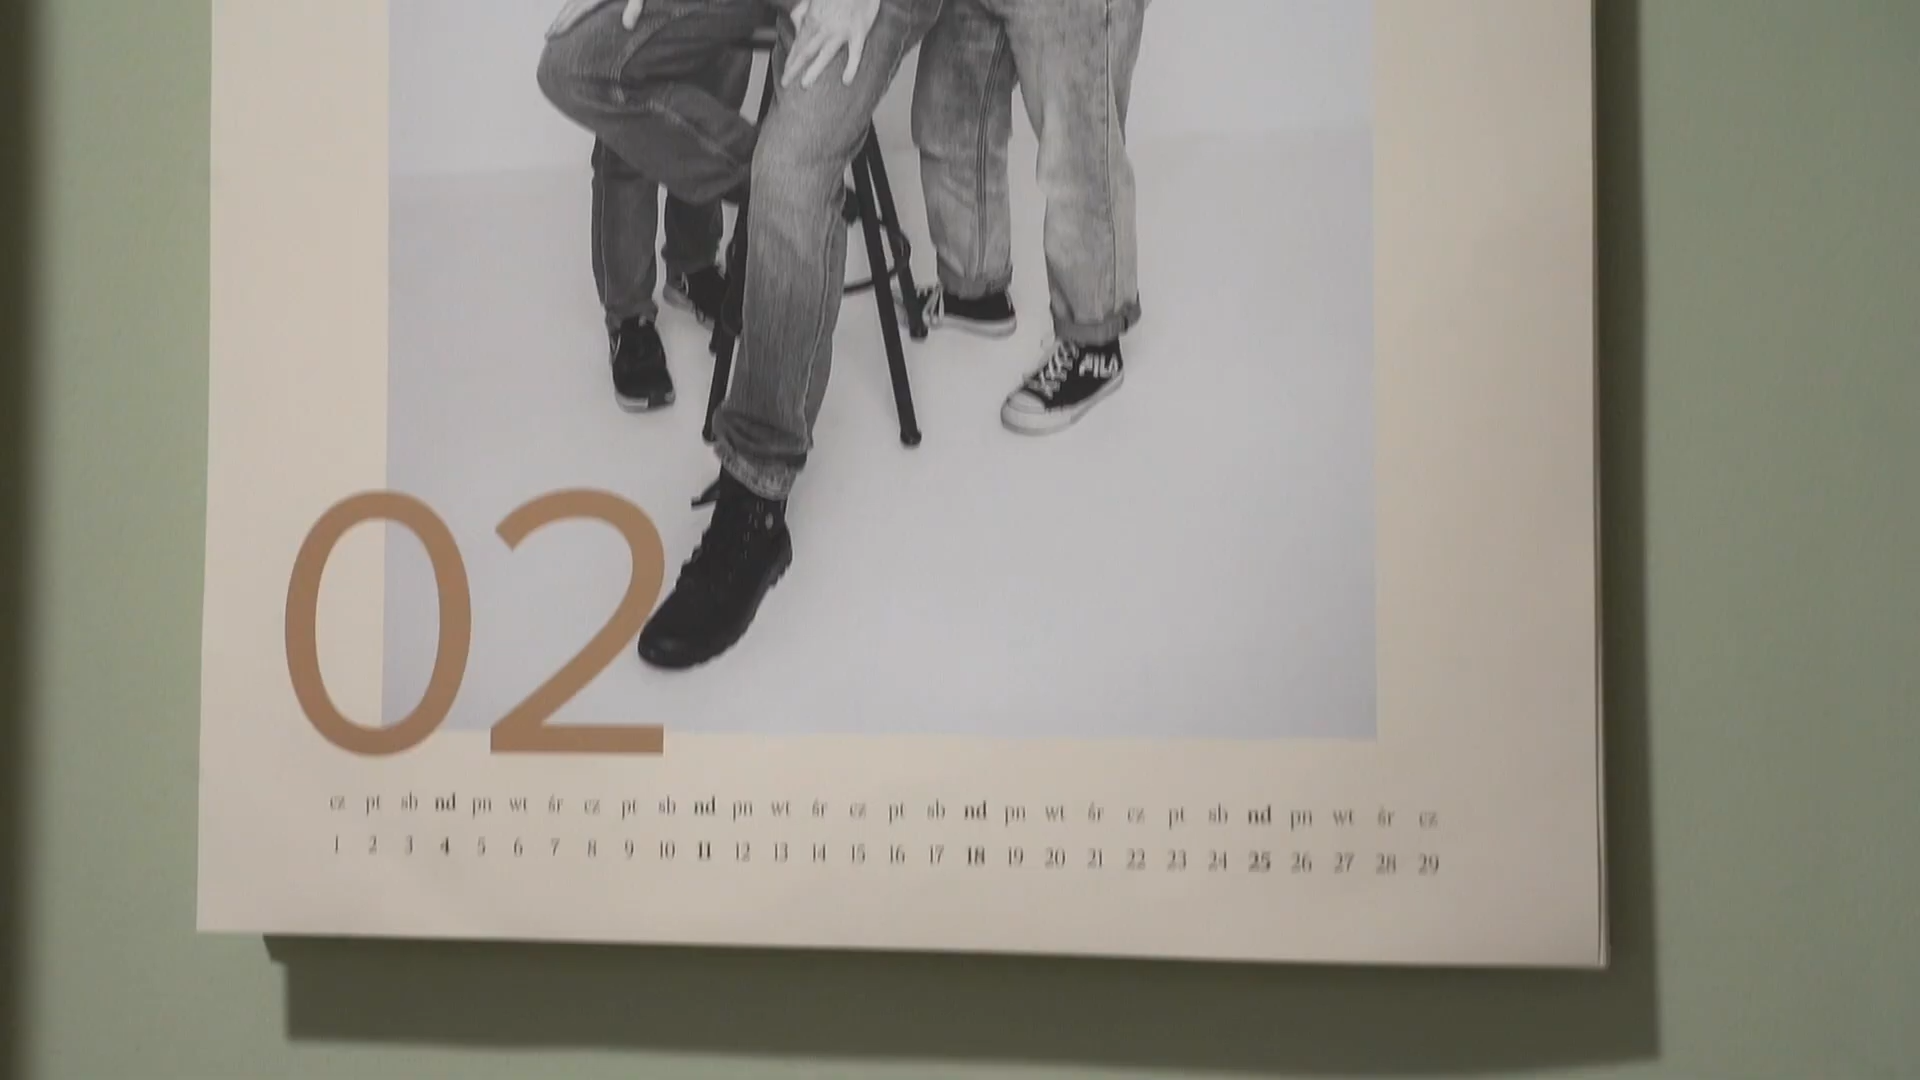 FILA
02
cz pt sb nd pn wt śr cz pt sb nd pn wt śr cz pt sb nd pn wt śr cz pt sb nd pn wt śr cz
1 2 3 4 5 6 7 8 9 10 11 12 13 14 15 16 17 18 19 20 21 22 23 24 25 26 27 28 29